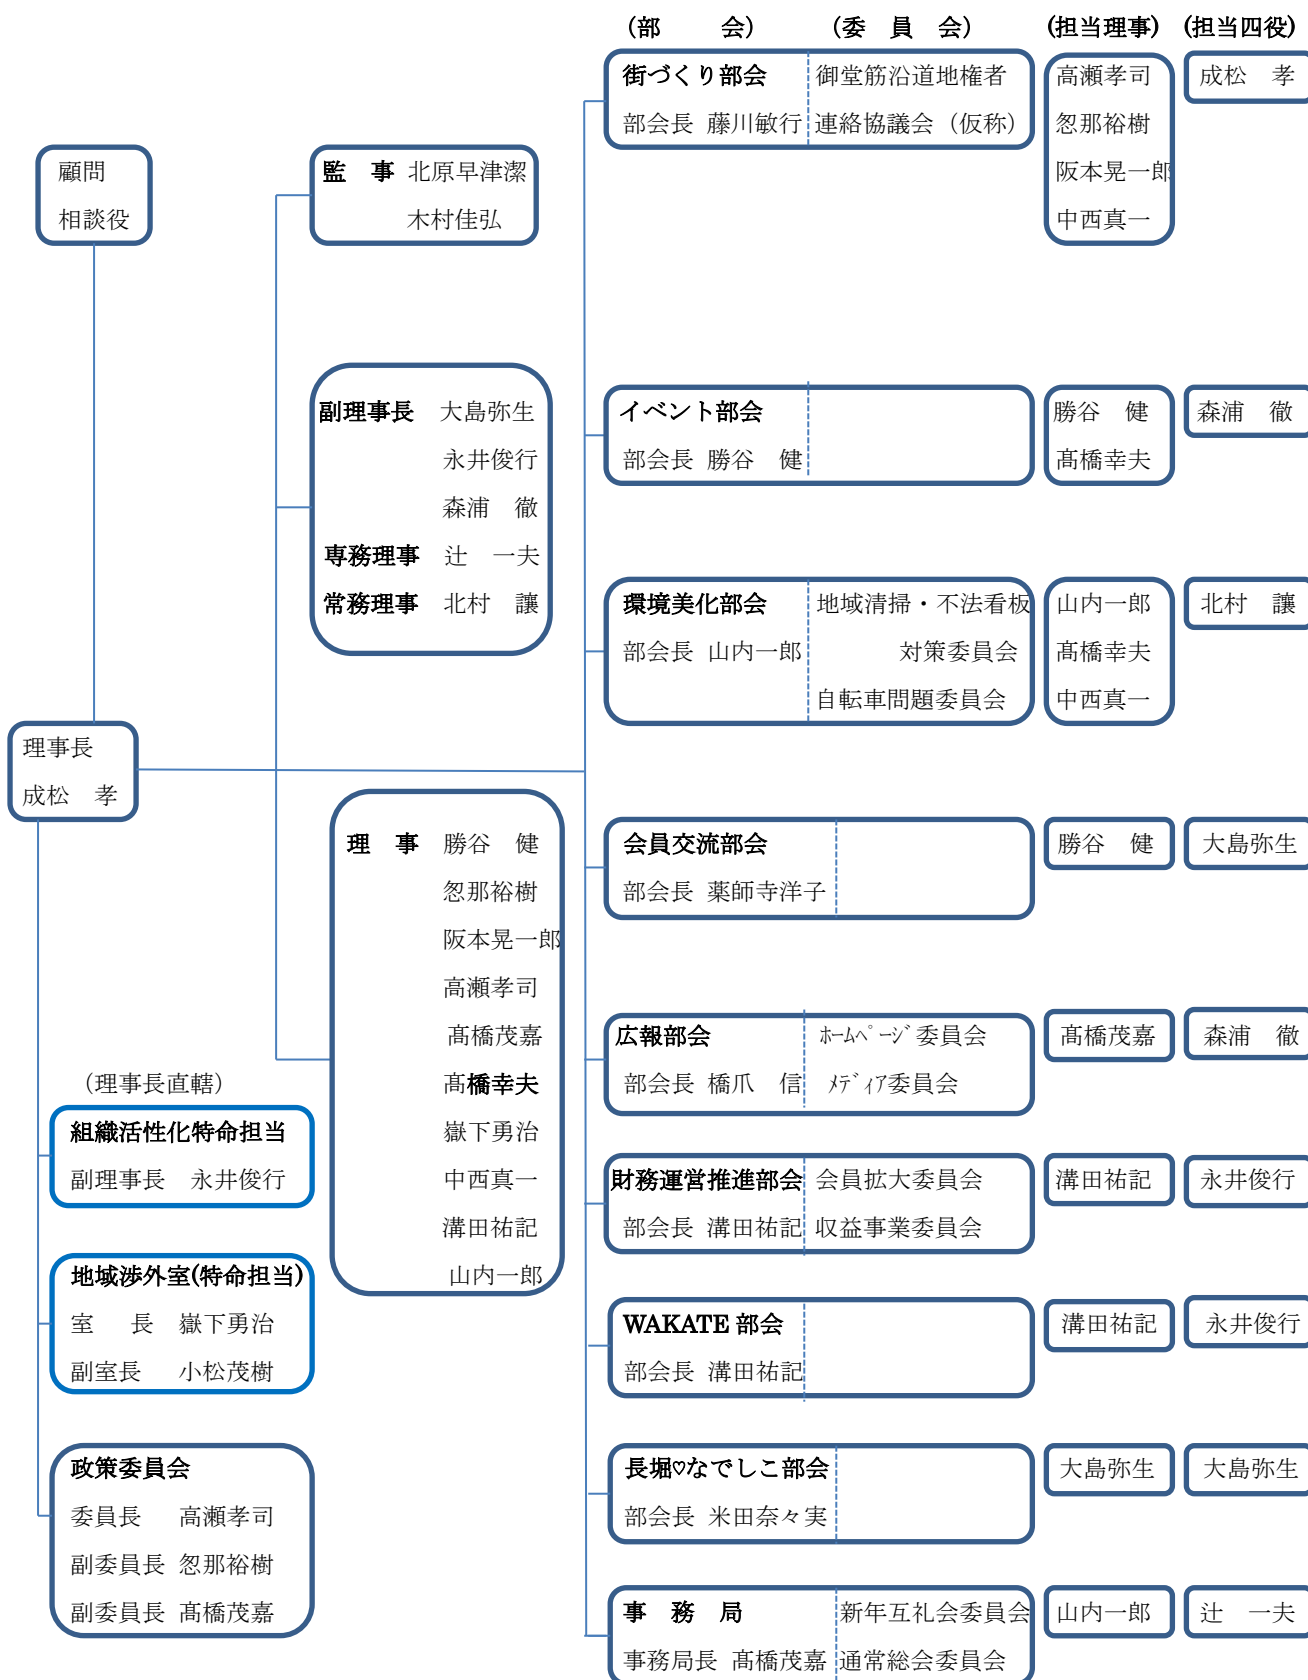 顧問
相談役
理事長
成松　孝
（理事長直轄）
組織活性化特命担当
副理事長　永井俊行
地域渉外室(特命担当)
室　　長　嶽下勇治
副室長　小松茂樹
政策委員会
委員長　高瀬孝司
副委員長 忽那裕樹
副委員長 髙橋茂嘉
監　事 北原早津潔
木村佳弘
副理事長　大島弥生
永井俊行
森浦　徹
専務理事　辻　一夫
常務理事　北村　讓
理　事　勝谷　健
忽那裕樹
阪本晃一郎
高瀬孝司
髙橋茂嘉
髙橋幸夫
嶽下勇治
中西真一
溝田祐記
山内一郎
(部　　会)　(委　員　会)　(担当理事)　(担当四役)
街づくり部会　御堂筋沿道地権者　高瀬孝司　成松　孝
部会長 藤川敏行　連絡協議会（仮称）　忽那裕樹
阪本晃一郎
中西真一
イベント部会　勝谷　健　森浦　徹
部会長 勝谷　健　髙橋幸夫
環境美化部会　地域清掃・不法看板　山内一郎　北村　讓
部会長 山内一郎　対策委員会　髙橋幸夫
自転車問題委員会　中西真一
会員交流部会　勝谷　健　大島弥生
部会長 薬師寺洋子
広報部会　ﾎｰﾑﾍﾟｰｼﾞ委員会　髙橋茂嘉　森浦　徹
部会長 橋爪　信　ﾒﾃﾞｨｱ委員会
財務運営推進部会　会員拡大委員会　溝田祐記　永井俊行
部会長 溝田祐記　収益事業委員会
WAKATE 部会　溝田祐記　永井俊行
部会長 溝田祐記
長堀♡なでしこ部会　大島弥生　大島弥生
部会長 米田奈々実
事　務　局　新年互礼会委員会　山内一郎　辻　一夫
事務局長 髙橋茂嘉　通常総会委員会